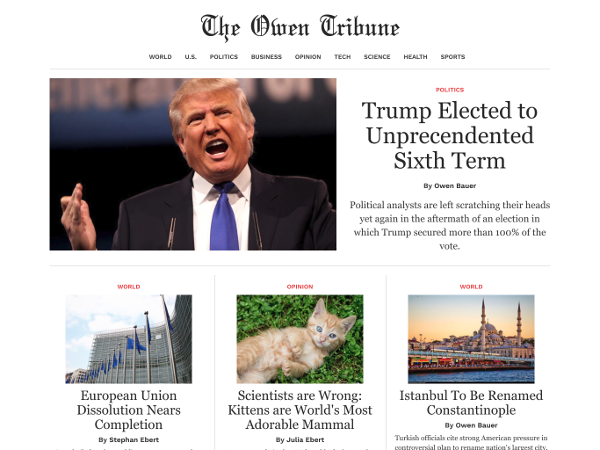 The Owen Tribune
WORLD U.S. POLITICS BUSINESS OPINION TECH SCIENCE HEALTH SPORTS
POLITICS
Trump Elected to
Unprecendented
Sixth Term
By Owen Bauer
Political analysts are left scratching their heads
yet again in the aftermath of an election in
which Trump secured more than 100% of the
vote.
WORLD
European Union
Dissolution Nears
Completion
By Stephan Ebert
OPINION
Scientists are Wrong:
Kittens are World's Most
Adorable Mammal
By Julia Ebert
WORLD
Istanbul To Be Renamed
Constantinople
By Owen Bauer
Turkish officials cite strong American pressure in
controversial plan to rename nation's largest city.